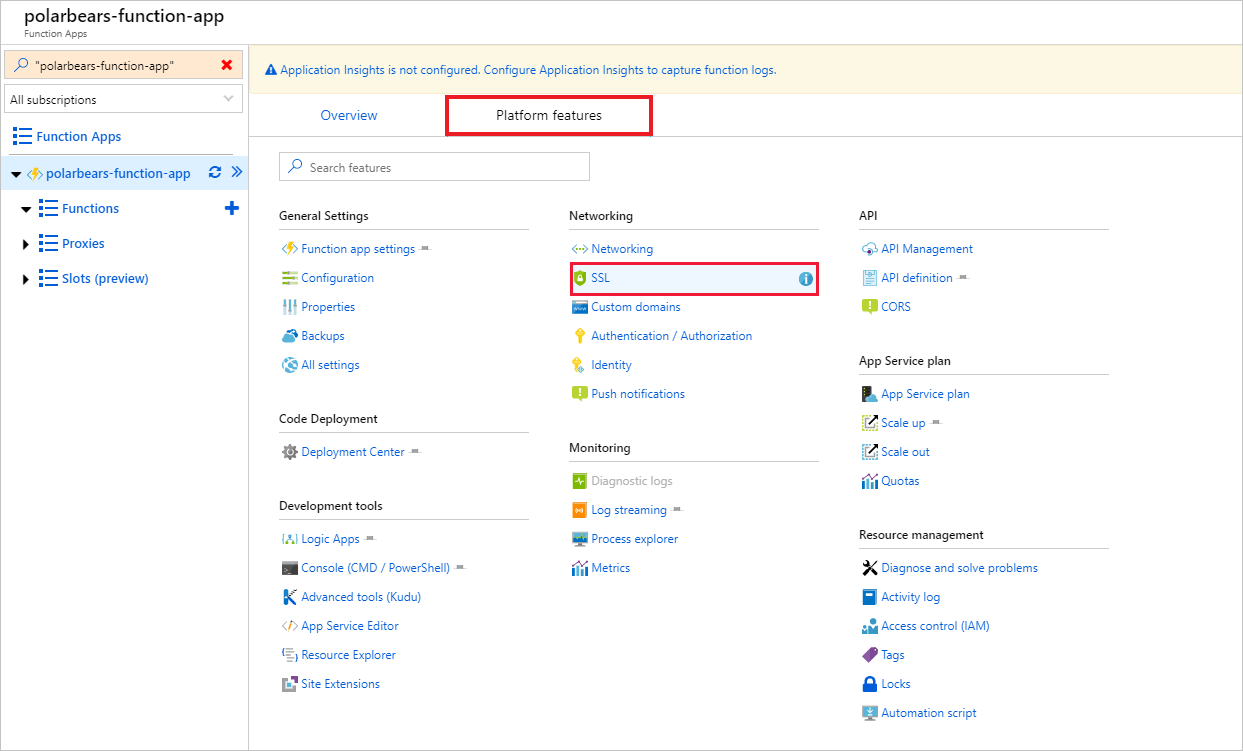 polarbears-function-app
Function Apps
"polarbears-function-app"
All subscriptions
Function Apps
polarbears-function-app
Functions
Proxies
Slots (preview)
Application Insights is not configured. Configure Application Insights to capture function logs.
Overview
Platform features
Search features
General Settings
Function app settings
Configuration
Properties
Backups
All settings
Code Deployment
Deployment Center
Development tools
Logic Apps
Console (CMD / PowerShell)
Advanced tools (Kudu)
App Service Editor
Resource Explorer
Site Extensions
Networking
Networking
SSL
Custom domains
Authentication / Authorization
Identity
Push notifications
Monitoring
Diagnostic logs
Log streaming
Process explorer
Metrics
API
API Management
API definition
CORS
App Service plan
App Service plan
Scale up
Scale out
Quotas
Resource management
Diagnose and solve problems
Activity log
Access control (IAM)
Tags
Locks
Automation script